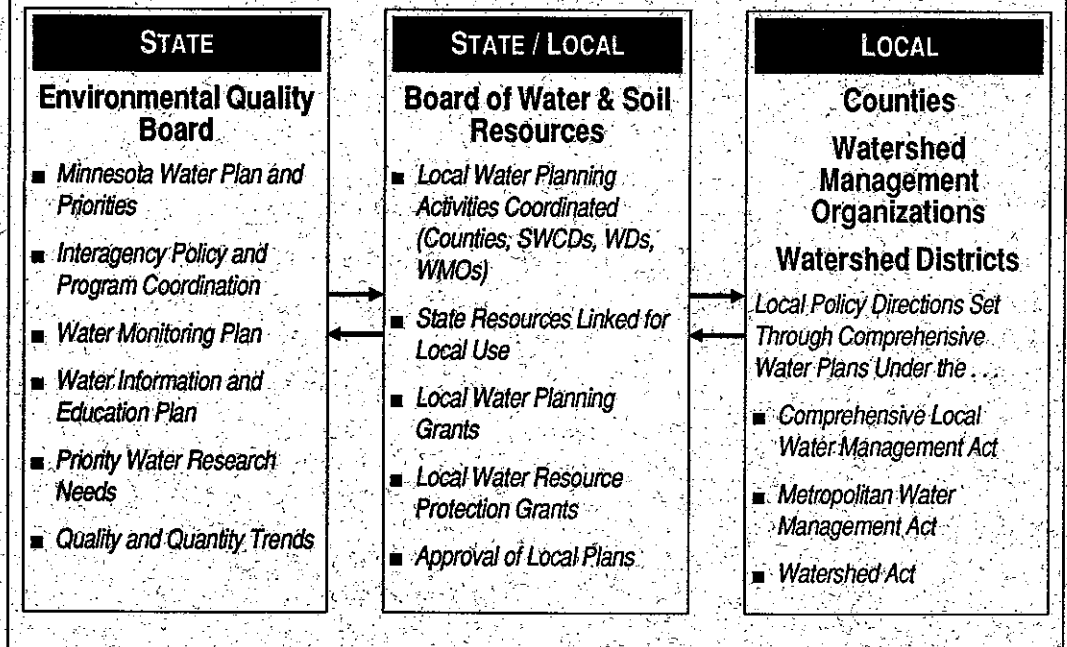 STATE
Environmental Quality
Board
■ Minnesota Water Plan and
Priorities
■ Interagency Policy and
Program Coordination
■ Water Monitoring Plan
■ Water Information and
Education Plan
■ Priority Water Research
Needs
■ Quality and Quantity Trends
STATE / LOCAL
Board of Water & Soil
Resources
■ Local Water Planning
Activities Coordinated
(Counties, SWCDs, WDs,
WMOs)
■ State Resources Linked for
Local Use
■ Local Water Planning
Grants
■ Local Water Resource
Protection Grants
■ Approval of Local Plans
LOCAL
Counties
Watershed
Management
Organizations
Watershed Districts
Local Policy Directions Set
Through Comprehensive
Water Plans Under the . . .
■ Comprehensive Local
Water Management Act
■ Metropolitan Water
Management Act
■ Watershed Act